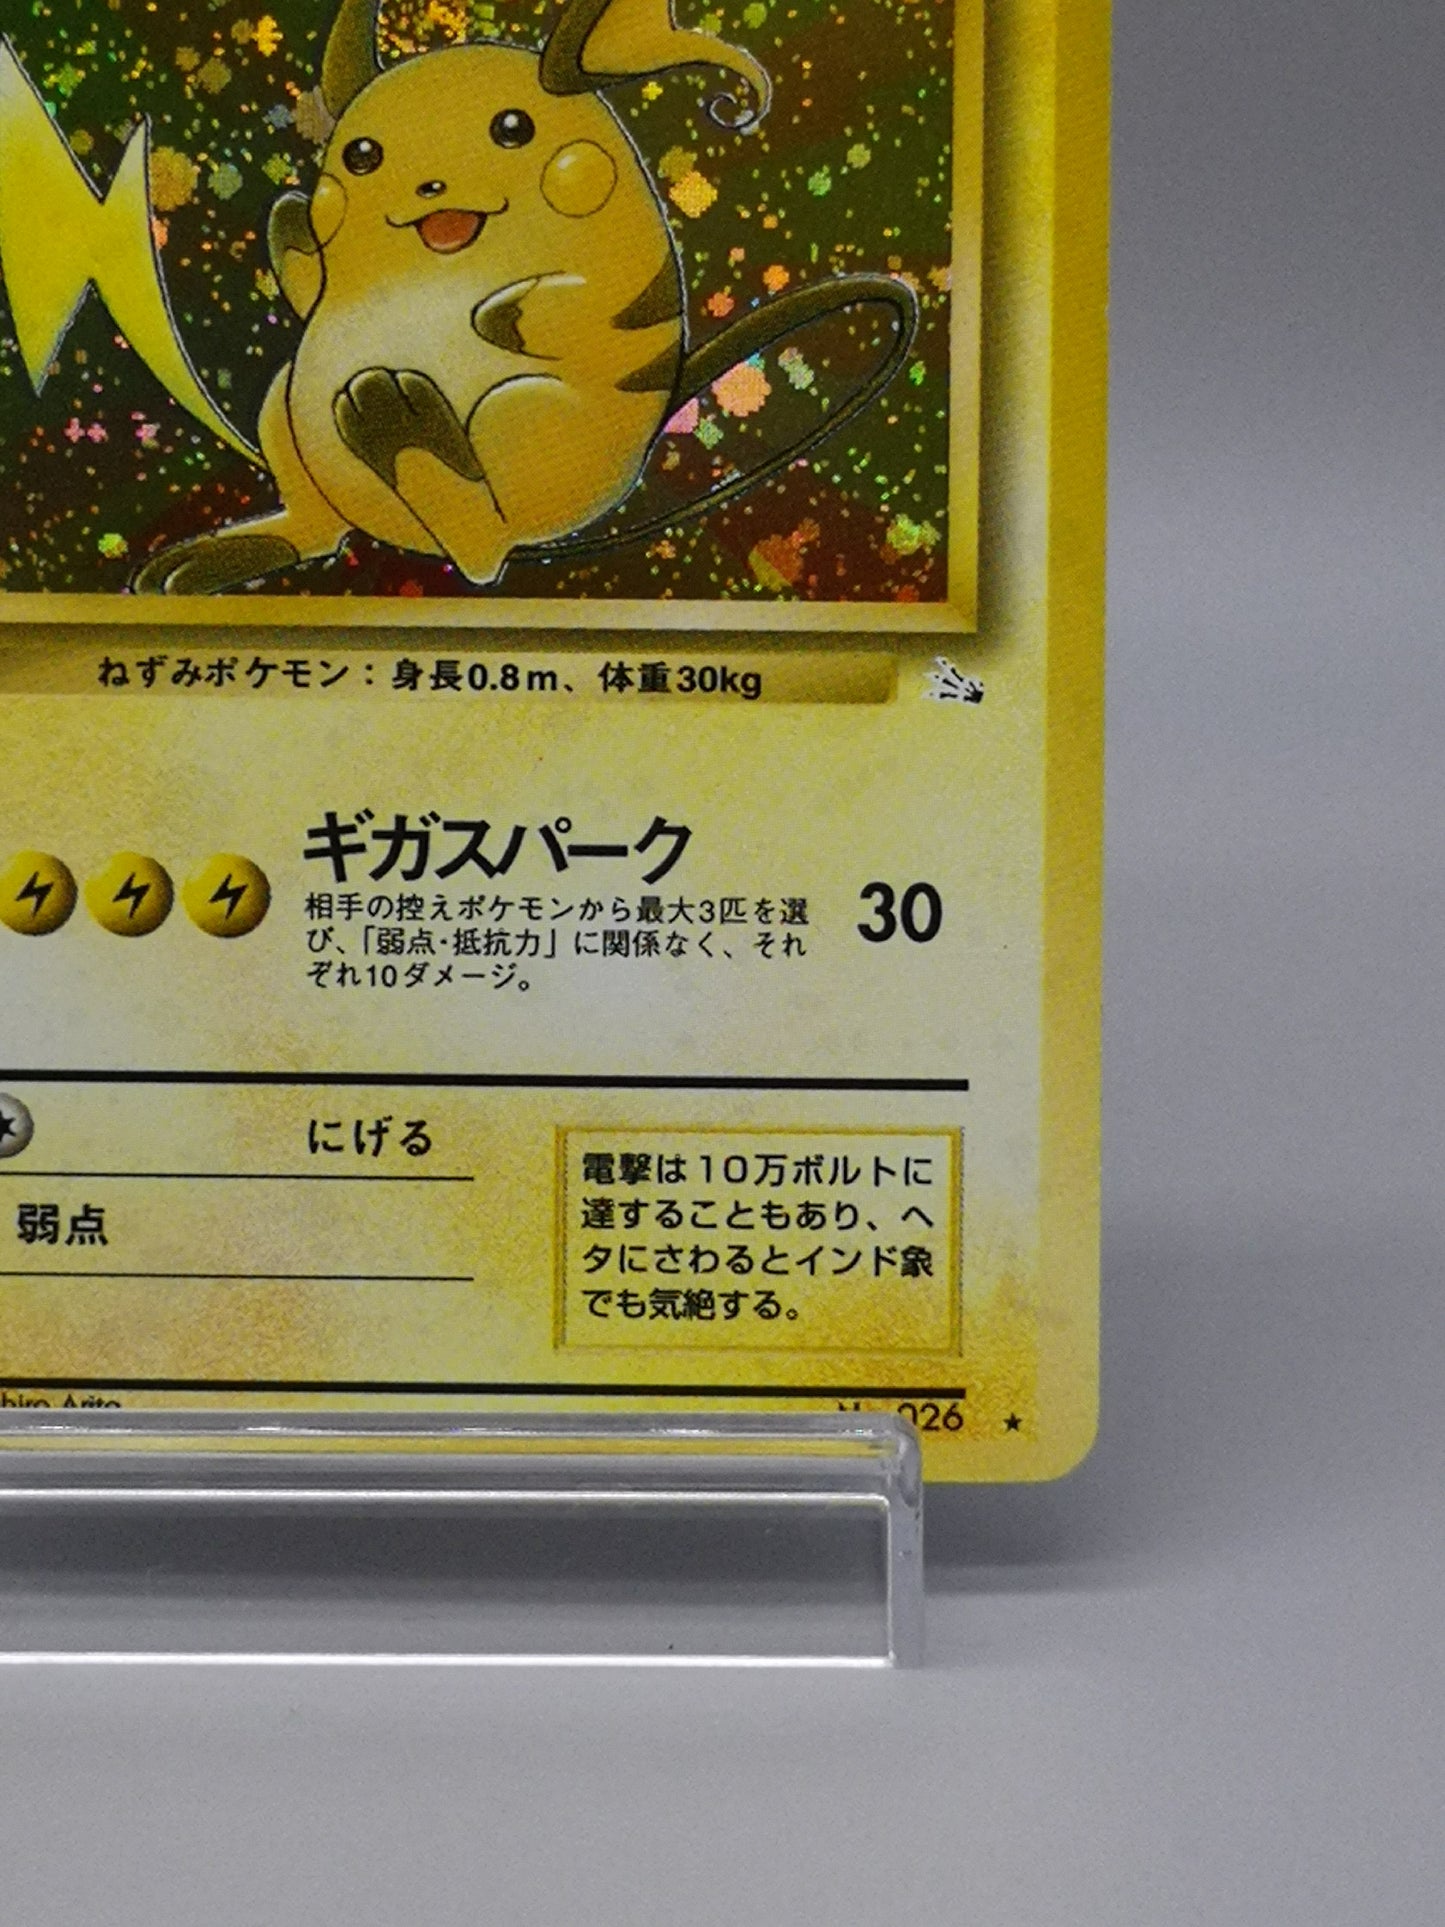 ねずみポケモン：身長0.8m、体重30kg
ギガスパーク
30
相手の控えポケモンから最大3匹を選
び、「弱点・抵抗力」に関係なく、それ
ぞれ10ダメージ。
にげる
弱点
電撃は10万ボルトに
達することもあり、ヘ
タにさわるとインド象
でも気絶する。
Arita
026 ★